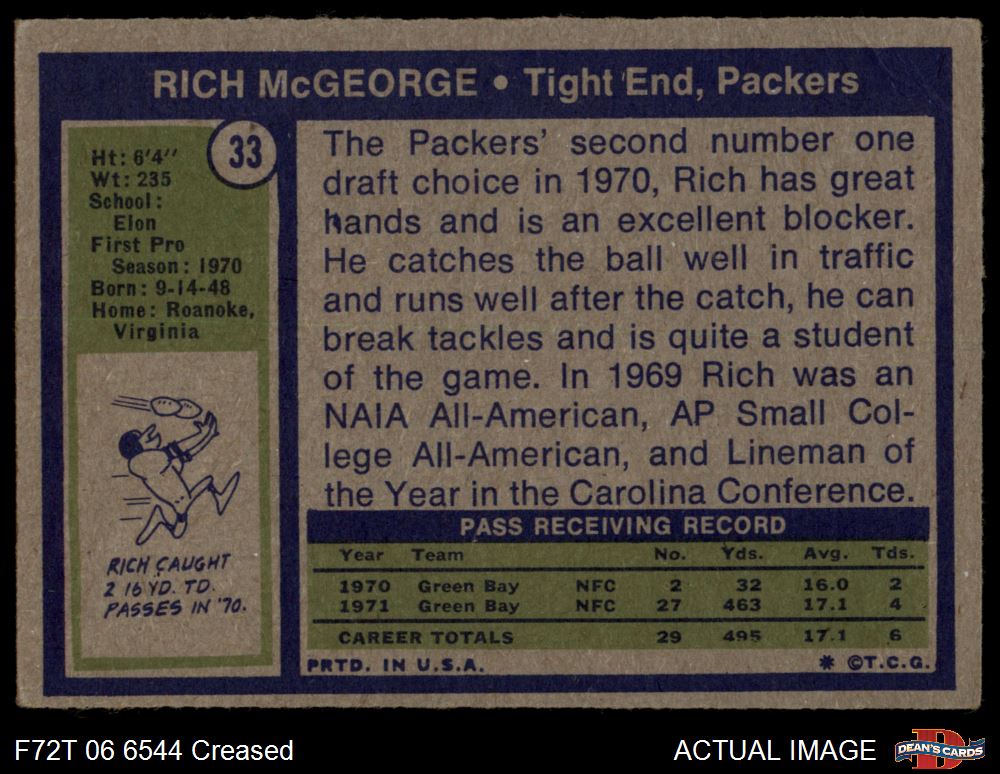 RICH McGEORGE • Tight End, Packers
33
Ht: 6'4''
Wt: 235
School:
Elon
First Pro
Season: 1970
Born: 9-14-48
Home: Roanoke,
Virginia
RICH CAUGHT
2 16 YD. TD.
PASSES IN '70.
The Packers' second number one
draft choice in 1970, Rich has great
hands and is an excellent blocker.
He catches the ball well in traffic
and runs well after the catch, he can
break tackles and is quite a student
of the game. In 1969 Rich was an
NAIA All-American, AP Small Col-
lege All-American, and Lineman of
the Year in the Carolina Conference.
PASS RECEIVING RECORD
Year Team No. Yds. Avg. Tds.
1970 Green Bay NFC 2 32 16.0 2
1971 Green Bay NFC 27 463 17.1 4
CAREER TOTALS 29 495 17.1 6
PRTD. IN U.S.A. * ©T.C.G.
F72T 06 6544 Creased ACTUAL IMAGE
DEAN'S CARDS